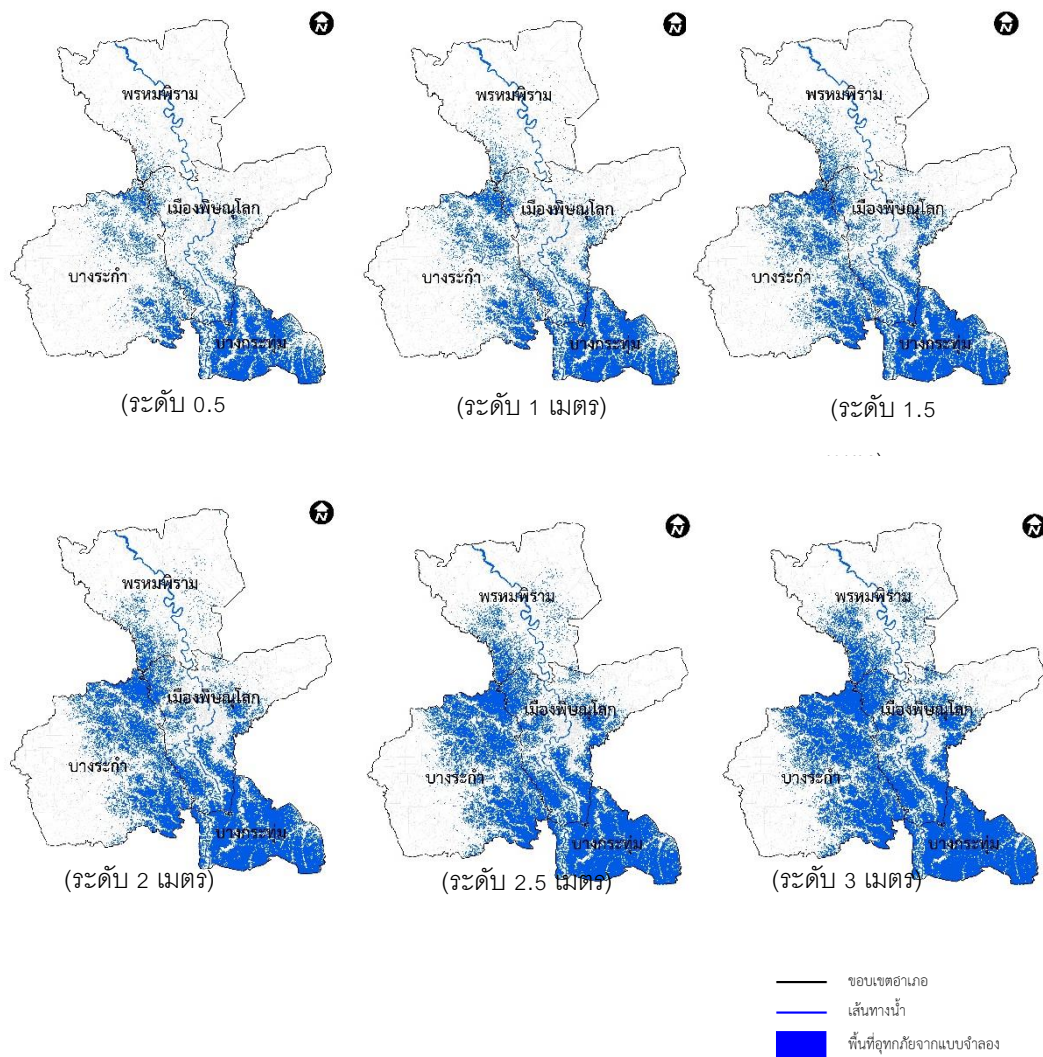 N
N
N
พรหมพิราม
พรหมพิราม
พรหมพิราม
เมืองพิษณุโลก
เมืองพิษณุโลก
เมืองพิษณุโลก
บางระกำ
บางระกำ
บางระกำ
บางกระทุ่ม
บางกระทุ่ม
บางกระทุ่ม
(ระดับ 0.5
(ระดับ 1 เมตร)
(ระดับ 1.5
N
N
N
พรหมพิราม
พรหมพิราม
พรหมพิราม
เมืองพิษณุโลก
เมืองพิษณุโลก
เมืองพิษณุโลก
บางระกำ
บางระกำ
บางระกำ
บางกระทุ่ม
บางกระทุ่ม
บางกระทุ่ม
(ระดับ 2 เมตร)
(ระดับ 2.5 เมตร)
(ระดับ 3 เมตร)
ขอบเขตอำเภอ
เส้นทางน้ำ
พื้นที่อุทกภัยจากแบบจำลอง